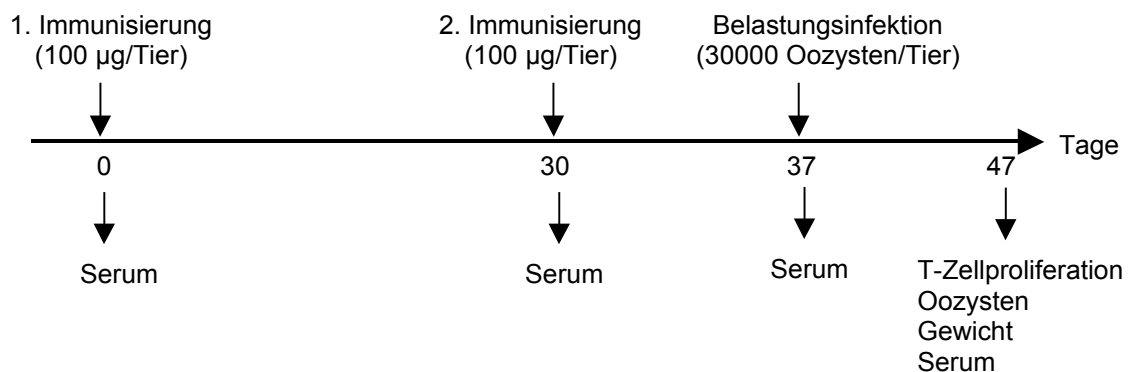 1. Immunisierung
(100 µg/Tier)
2. Immunisierung
(100 µg/Tier)
Belastungsinfektion
(30000 Oozysten/Tier)
Tage
0
30
37
47
Serum
Serum
Serum
T-Zellproliferation
Oozysten
Gewicht
Serum